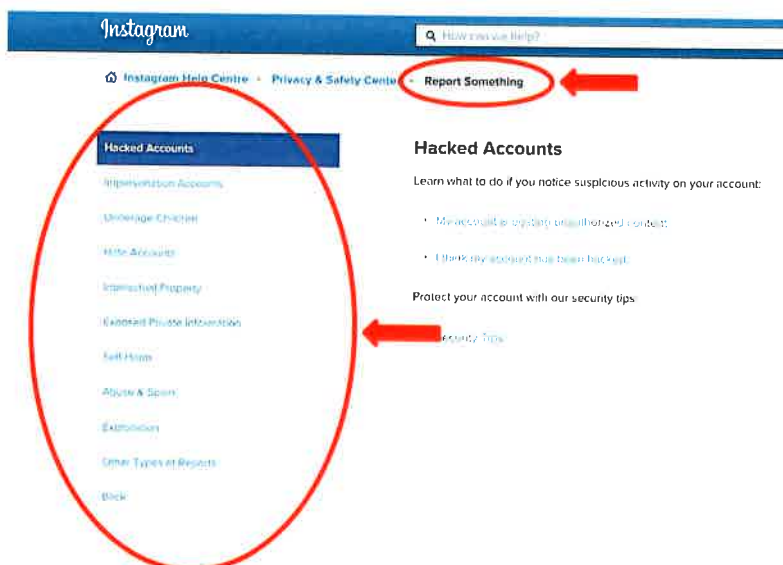 Instagram
How can we help?
Instagram Help Centre Privacy & Safety Center Report Something
Hacked Accounts
Impersonation Accounts
Underage Children
Hate Accounts
Intellectual Property
Exposed Private Information
Self-Harm
Abuse & Spam
Exploitation
Other Types of Reports
Back
Hacked Accounts
Learn what to do if you notice suspicious activity on your account:
• My account is posting unauthorized content.
• I think my account has been hacked.
Protect your account with our security tips
Security Tips